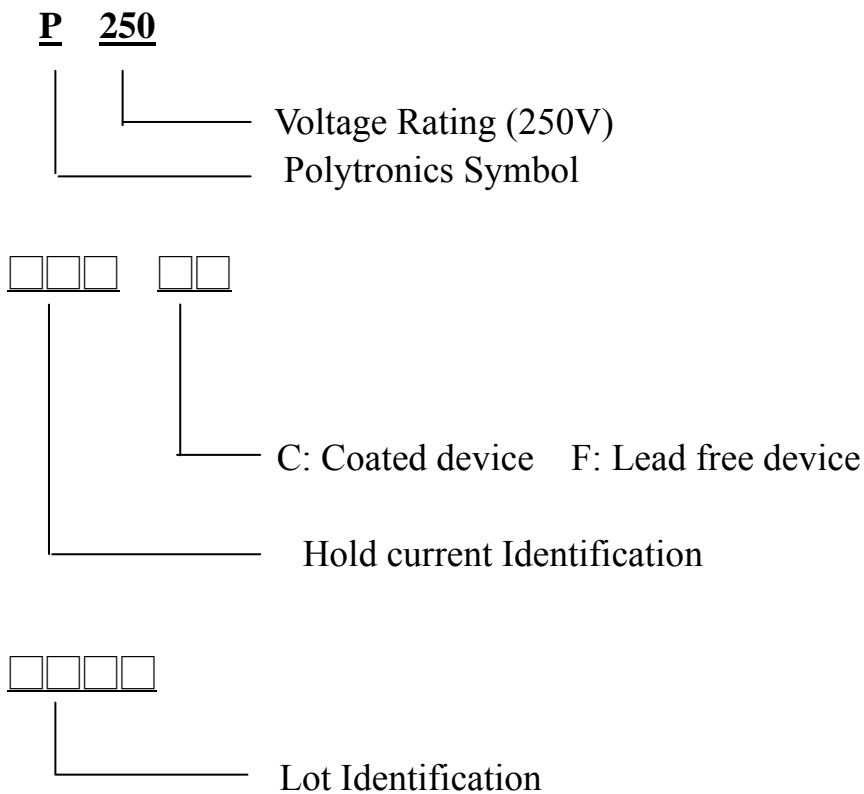 P 250
Voltage Rating (250V)
Polytronics Symbol
□□□ □□
C: Coated device F: Lead free device
Hold current Identification
□□□□
Lot Identification